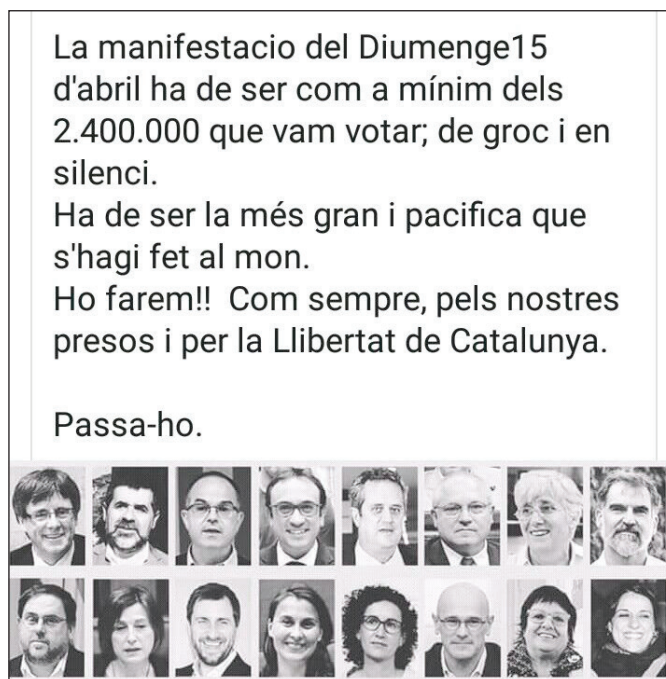 La manifestacio del Diumenge15
d'abril ha de ser com a mínim dels
2.400.000 que vam votar; de groc i en
silenci.
Ha de ser la més gran i pacifica que
s'hagi fet al mon.
Ho farem!! Com sempre, pels nostres
presos i per la Llibertat de Catalunya.
Passa-ho.